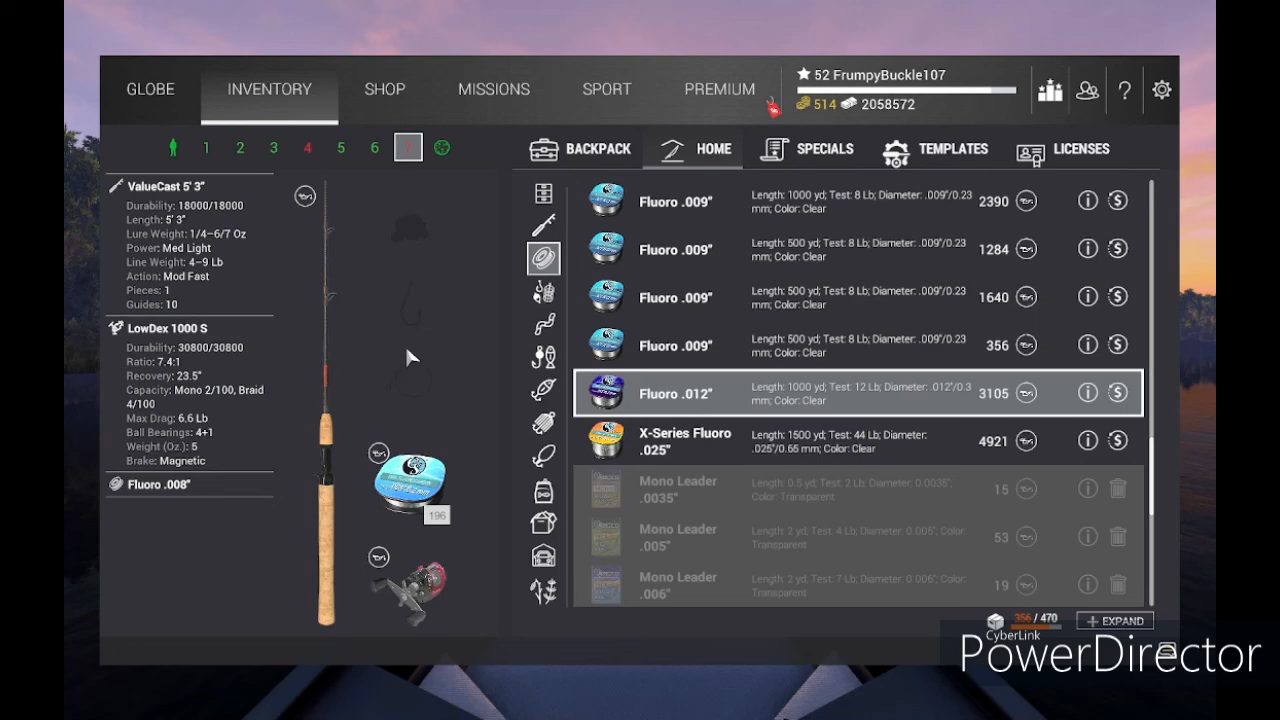 GLOBE
INVENTORY
SHOP
MISSIONS
SPORT
PREMIUM
52 FrumpyBuckle107
514 2058572
?
1 2 3 4 5 6 7
BACKPACK
HOME
SPECIALS
TEMPLATES
LICENSES
ValueCast 5' 3"
Durability: 18000/18000
Length: 5' 3"
Lure Weight: 1/4–6/7 Oz
Power: Med Light
Line Weight: 4–9 Lb
Action: Mod Fast
Pieces: 1
Guides: 10
LowDex 1000 S
Durability: 30800/30800
Ratio: 7.4:1
Recovery: 23.5"
Capacity: Mono 2/100, Braid
4/100
Max Drag: 6.6 Lb
Ball Bearings: 4+1
Weight (Oz.): 5
Brake: Magnetic
Fluoro .008"
196
Fluoro .009"
Length: 1000 yd; Test: 8 Lb; Diameter: .009"/0.23
mm; Color: Clear
2390
Fluoro .009"
Length: 500 yd; Test: 8 Lb; Diameter: .009"/0.23
mm; Color: Clear
1284
Fluoro .009"
Length: 500 yd; Test: 8 Lb; Diameter: .009"/0.23
mm; Color: Clear
1640
Fluoro .009"
Length: 500 yd; Test: 8 Lb; Diameter: .009"/0.23
mm; Color: Clear
356
Fluoro .012"
Length: 1000 yd; Test: 12 Lb; Diameter: .012"/0.3
mm; Color: Clear
3105
X-Series Fluoro
.025"
Length: 1500 yd; Test: 44 Lb; Diameter:
.025"/0.65 mm; Color: Clear
4921
Mono Leader
.0035"
Length: 0.5 yd; Test: 2 Lb; Diameter: 0.0035";
Color: Transparent
15
Mono Leader
.005"
Length: 2 yd; Test: 4 Lb; Diameter: 0.005"; Color:
Transparent
53
Mono Leader
.006"
Length: 2 yd; Test: 7 Lb; Diameter: 0.006"; Color:
Transparent
19
356 / 470
+ EXPAND
CyberLink
PowerDirector